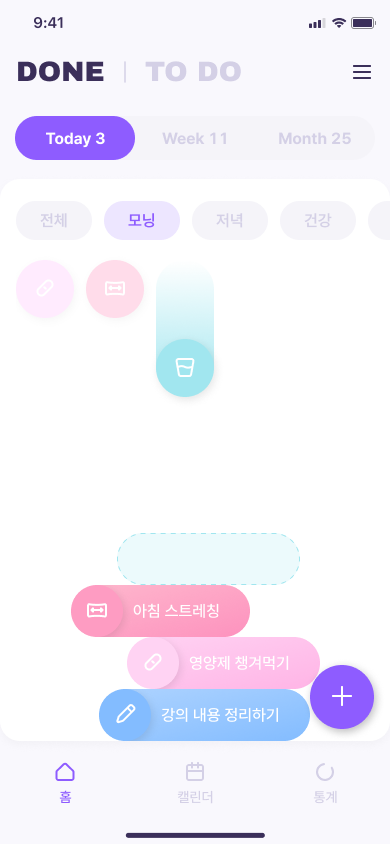 9:41
DONE | TO DO
Today 3 Week 11 Month 25
전체 모닝 저녁 건강
아침 스트레칭
영양제 챙겨먹기
강의 내용 정리하기
홈 캘린더 통계